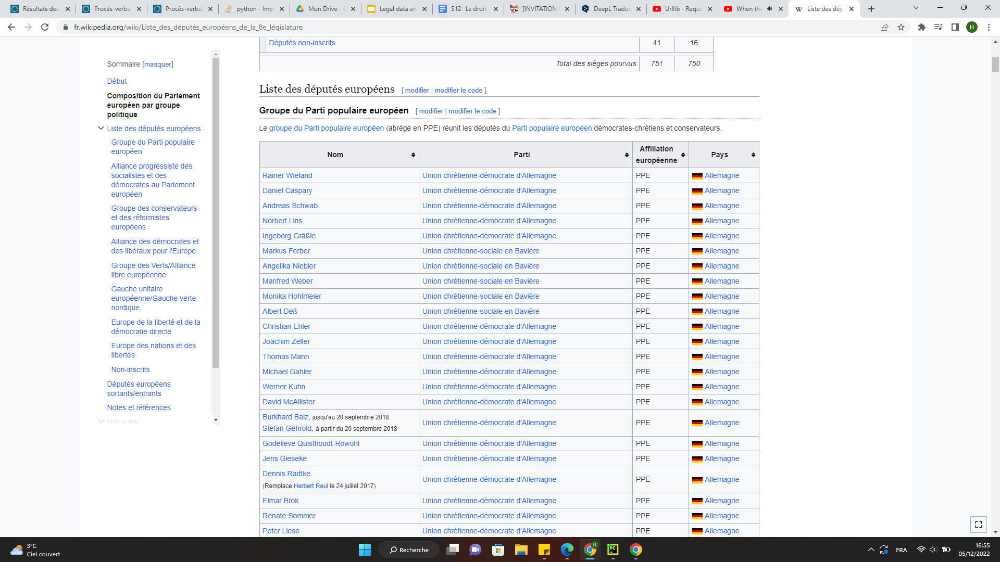 Résultats des
Procès-verbal
Procès-verbal
python - Impo
Mon Drive - G
Legal data an
S12- Le droit
[INVITATION
100+
DeepL Traduc
Urllib - Requê
When the
Liste des dép
fr.wikipedia.org/wiki/Liste_des_députés_européens_de_la_8e_législature
H
Sommaire [masquer]
Début
Composition du Parlement
européen par groupe
politique
Liste des députés européens
Groupe du Parti populaire
européen
Alliance progressiste des
socialistes et des
démocrates au Parlement
européen
Groupe des conservateurs
et des réformistes
européens
Alliance des démocrates et
des libéraux pour l'Europe
Groupe des Verts/Alliance
libre européenne
Gauche unitaire
européenne/Gauche verte
nordique
Europe de la liberté et de la
démocratie directe
Europe des nations et des
libertés
Non-inscrits
Députés européens
sortants/entrants
Notes et références
Voir aussi
Députés non-inscrits 41 16
Total des sièges pourvus 751 750
Liste des députés européens [ modifier | modifier le code ]
Groupe du Parti populaire européen [ modifier | modifier le code ]
Le groupe du Parti populaire européen (abrégé en PPE) réunit les députés du Parti populaire européen démocrates-chrétiens et conservateurs.
Nom Parti Affiliation européenne Pays
Rainer Wieland Union chrétienne-démocrate d'Allemagne PPE Allemagne
Daniel Caspary Union chrétienne-démocrate d'Allemagne PPE Allemagne
Andreas Schwab Union chrétienne-démocrate d'Allemagne PPE Allemagne
Norbert Lins Union chrétienne-démocrate d'Allemagne PPE Allemagne
Ingeborg Gräßle Union chrétienne-démocrate d'Allemagne PPE Allemagne
Markus Ferber Union chrétienne-sociale en Bavière PPE Allemagne
Angelika Niebler Union chrétienne-sociale en Bavière PPE Allemagne
Manfred Weber Union chrétienne-sociale en Bavière PPE Allemagne
Monika Hohlmeier Union chrétienne-sociale en Bavière PPE Allemagne
Albert Deß Union chrétienne-sociale en Bavière PPE Allemagne
Christian Ehler Union chrétienne-démocrate d'Allemagne PPE Allemagne
Joachim Zeller Union chrétienne-démocrate d'Allemagne PPE Allemagne
Thomas Mann Union chrétienne-démocrate d'Allemagne PPE Allemagne
Michael Gahler Union chrétienne-démocrate d'Allemagne PPE Allemagne
Werner Kuhn Union chrétienne-démocrate d'Allemagne PPE Allemagne
David McAllister Union chrétienne-démocrate d'Allemagne PPE Allemagne
Burkhard Balz, jusqu'au 20 septembre 2018
Stefan Gehrold, à partir du 20 septembre 2018 Union chrétienne-démocrate d'Allemagne PPE Allemagne
Godelieve Quisthoudt-Rowohl Union chrétienne-démocrate d'Allemagne PPE Allemagne
Jens Gieseke Union chrétienne-démocrate d'Allemagne PPE Allemagne
Dennis Radtke
(Remplace Herbert Reul le 24 juillet 2017) Union chrétienne-démocrate d'Allemagne PPE Allemagne
Elmar Brok Union chrétienne-démocrate d'Allemagne PPE Allemagne
Renate Sommer Union chrétienne-démocrate d'Allemagne PPE Allemagne
Peter Liese Union chrétienne-démocrate d'Allemagne PPE Allemagne
3°C
Ciel couvert
Recherche
PC
H
FRA
16:55
05/12/2022